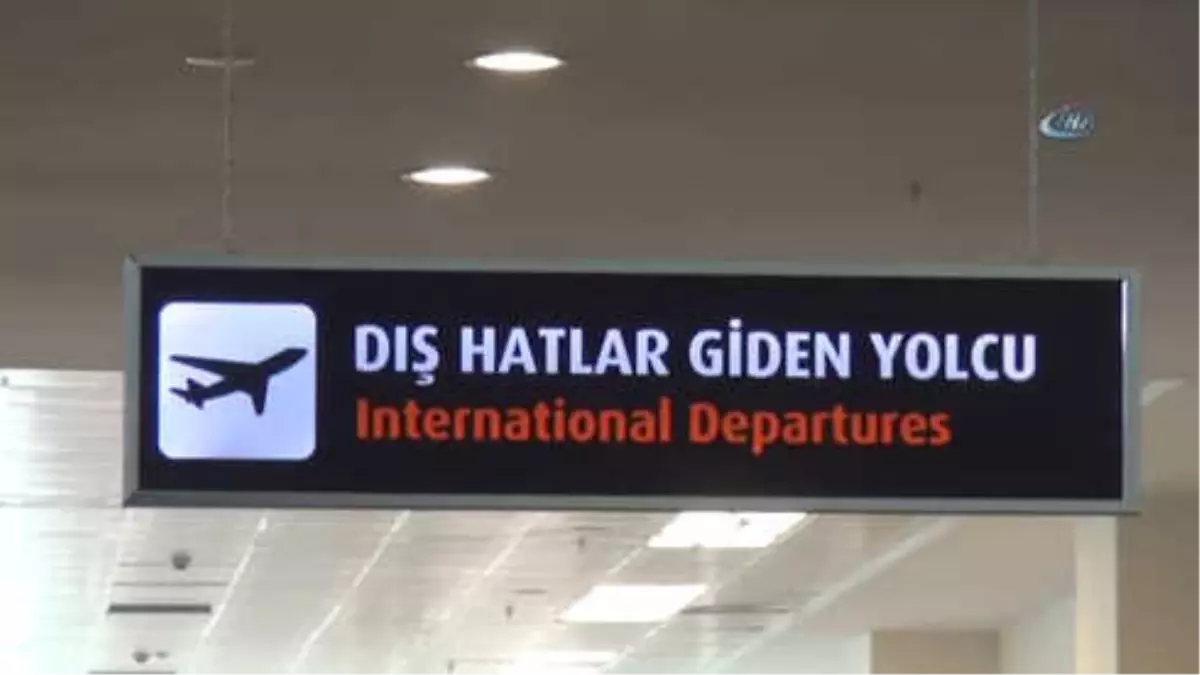 DIŞ HATLAR GİDEN YOLCU
International Departures